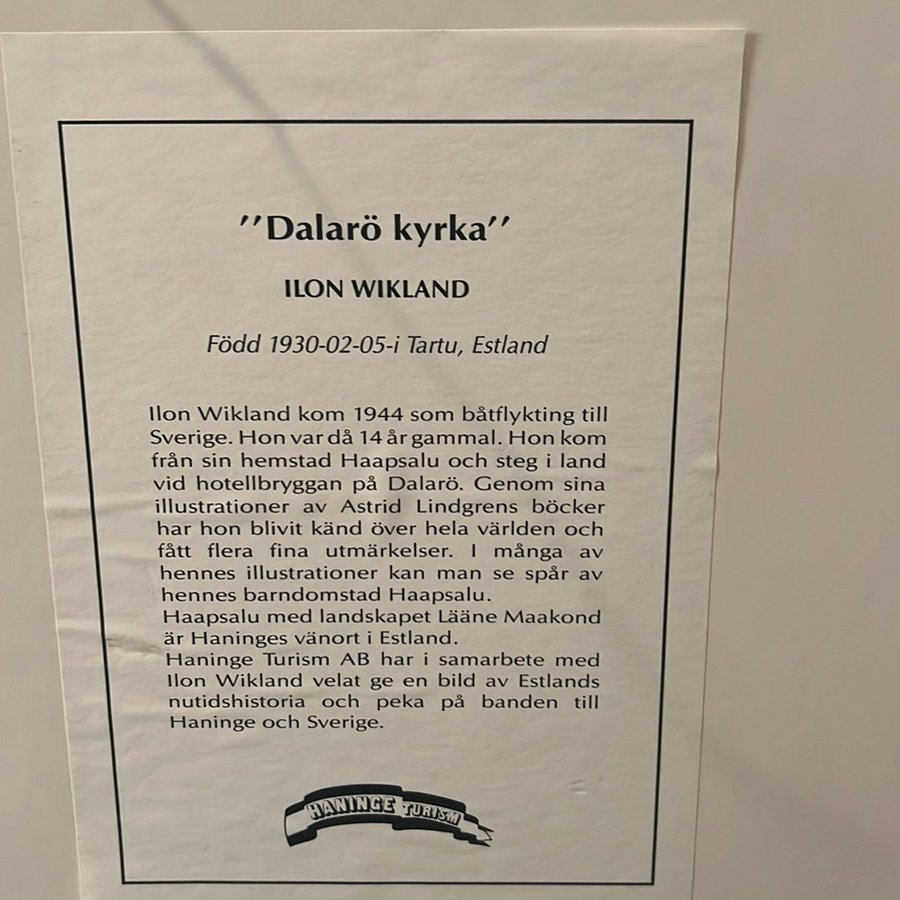 ''Dalarö kyrka''
ILON WIKLAND
Född 1930-02-05-i Tartu, Estland
Ilon Wikland kom 1944 som båtflykting till
Sverige. Hon var då 14 år gammal. Hon kom
från sin hemstad Haapsalu och steg i land
vid hotellbryggan på Dalarö. Genom sina
illustrationer av Astrid Lindgrens böcker
har hon blivit känd över hela världen och
fått flera fina utmärkelser. I många av
hennes illustrationer kan man se spår av
hennes barndomstad Haapsalu.
Haapsalu med landskapet Lääne Maakond
är Haninges vänort i Estland.
Haninge Turism AB har i samarbete med
Ilon Wikland velat ge en bild av Estlands
nutidshistoria och peka på banden till
Haninge och Sverige.
HANINGE TURISM